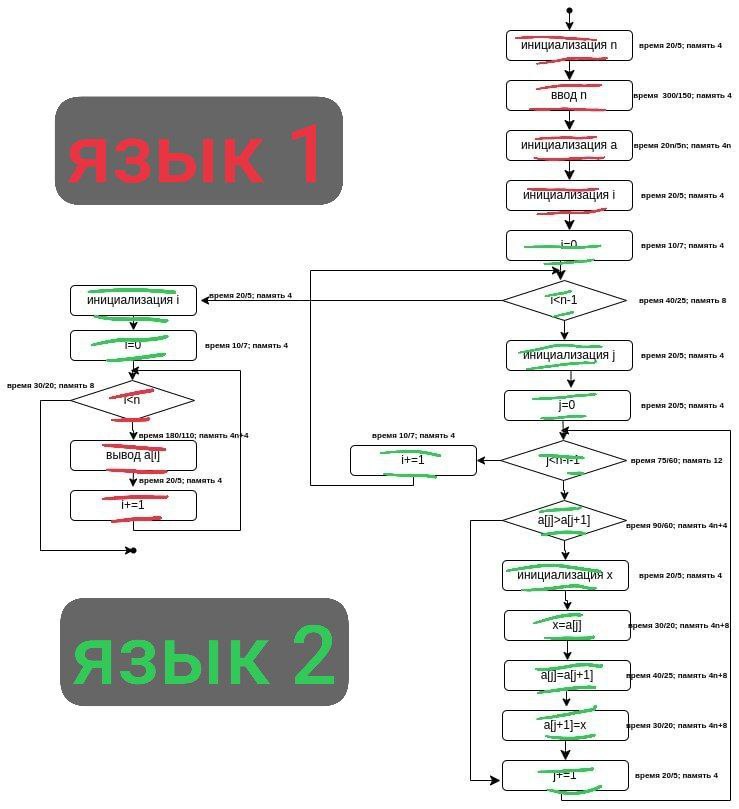 инициализация n
время 20/5; память 4
ввод n
время 300/150; память 4
язык 1
инициализация a
время 20n/5n; память 4n
инициализация i
время 20/5; память 4
i=0
время 10/7; память 4
инициализация i
время 20/5; память 4
i<n-1
время 40/25; память 8
i=0
время 10/7; память 4
инициализация j
время 20/5; память 4
время 30/20; память 8
i<n
j=0
время 20/5; память 4
время 180/110; память 4n+4
вывод a[i]
время 10/7; память 4
i+=1
j<n-i-1
время 75/60; память 12
время 20/5; память 4
i+=1
a[j]>a[j+1]
время 90/60; память 4n+4
инициализация x
время 20/5; память 4
язык 2
x=a[j]
время 30/20; память 4n+8
a[j]=a[j+1]
время 40/25; память 4n+8
a[j+1]=x
время 30/20; память 4n+8
j+=1
время 20/5; память 4